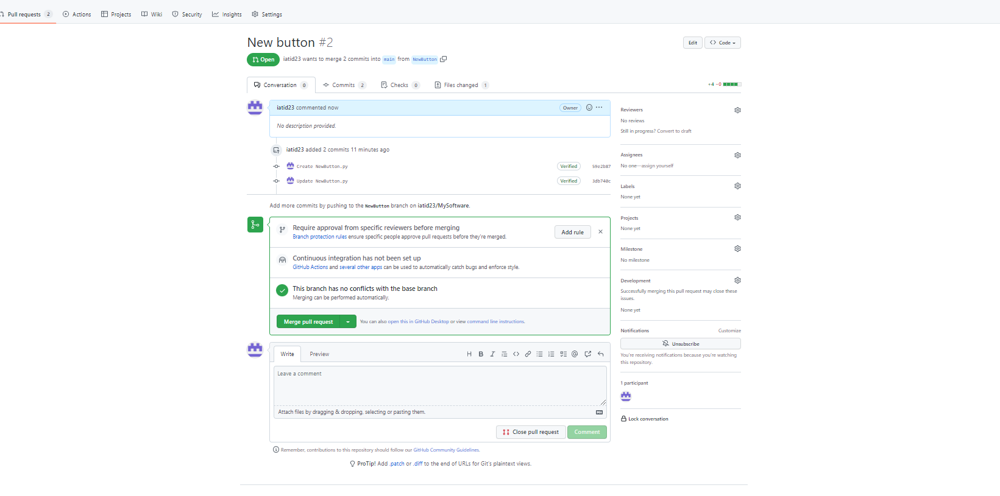 Pull requests 2 Actions Projects Wiki Security Insights Settings
New button #2
Edit Code
Open iatid23 wants to merge 2 commits into main from NewButton
Conversation 0 Commits 2 Checks 0 Files changed 1 +4 −0
iatid23 commented now Owner
No description provided.
iatid23 added 2 commits 11 minutes ago
Create NewButton.py Verified 59e2b87
Update NewButton.py Verified 3db740c
Add more commits by pushing to the NewButton branch on iatid23/MySoftware.
Require approval from specific reviewers before merging
Branch protection rules ensure specific people approve pull requests before they're merged.
Add rule
Continuous integration has not been set up
GitHub Actions and several other apps can be used to automatically catch bugs and enforce style.
This branch has no conflicts with the base branch
Merging can be performed automatically.
Merge pull request You can also open this in GitHub Desktop or view command line instructions.
Write Preview
Leave a comment
Attach files by dragging & dropping, selecting or pasting them.
Close pull request Comment
Remember, contributions to this repository should follow our GitHub Community Guidelines.
ProTip! Add .patch or .diff to the end of URLs for Git's plaintext views.
Reviewers
No reviews
Still in progress? Convert to draft
Assignees
No one—assign yourself
Labels
None yet
Projects
None yet
Milestone
No milestone
Development
Successfully merging this pull request may close these
issues.
None yet
Notifications Customize
Unsubscribe
You're receiving notifications because you're watching
this repository.
1 participant
Lock conversation